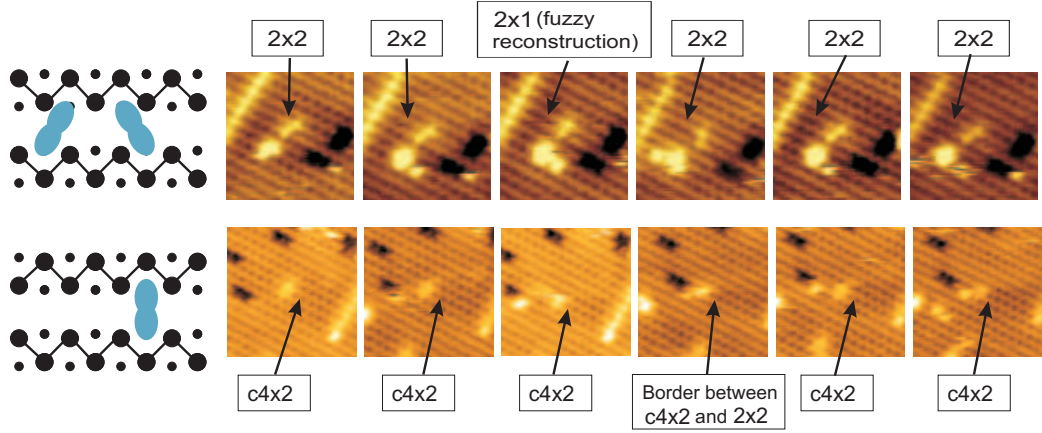 2x2
2x2
2x1 (fuzzy
reconstruction)
2x2
2x2
2x2
c4x2
c4x2
c4x2
Border between
c4x2 and 2x2
c4x2
c4x2